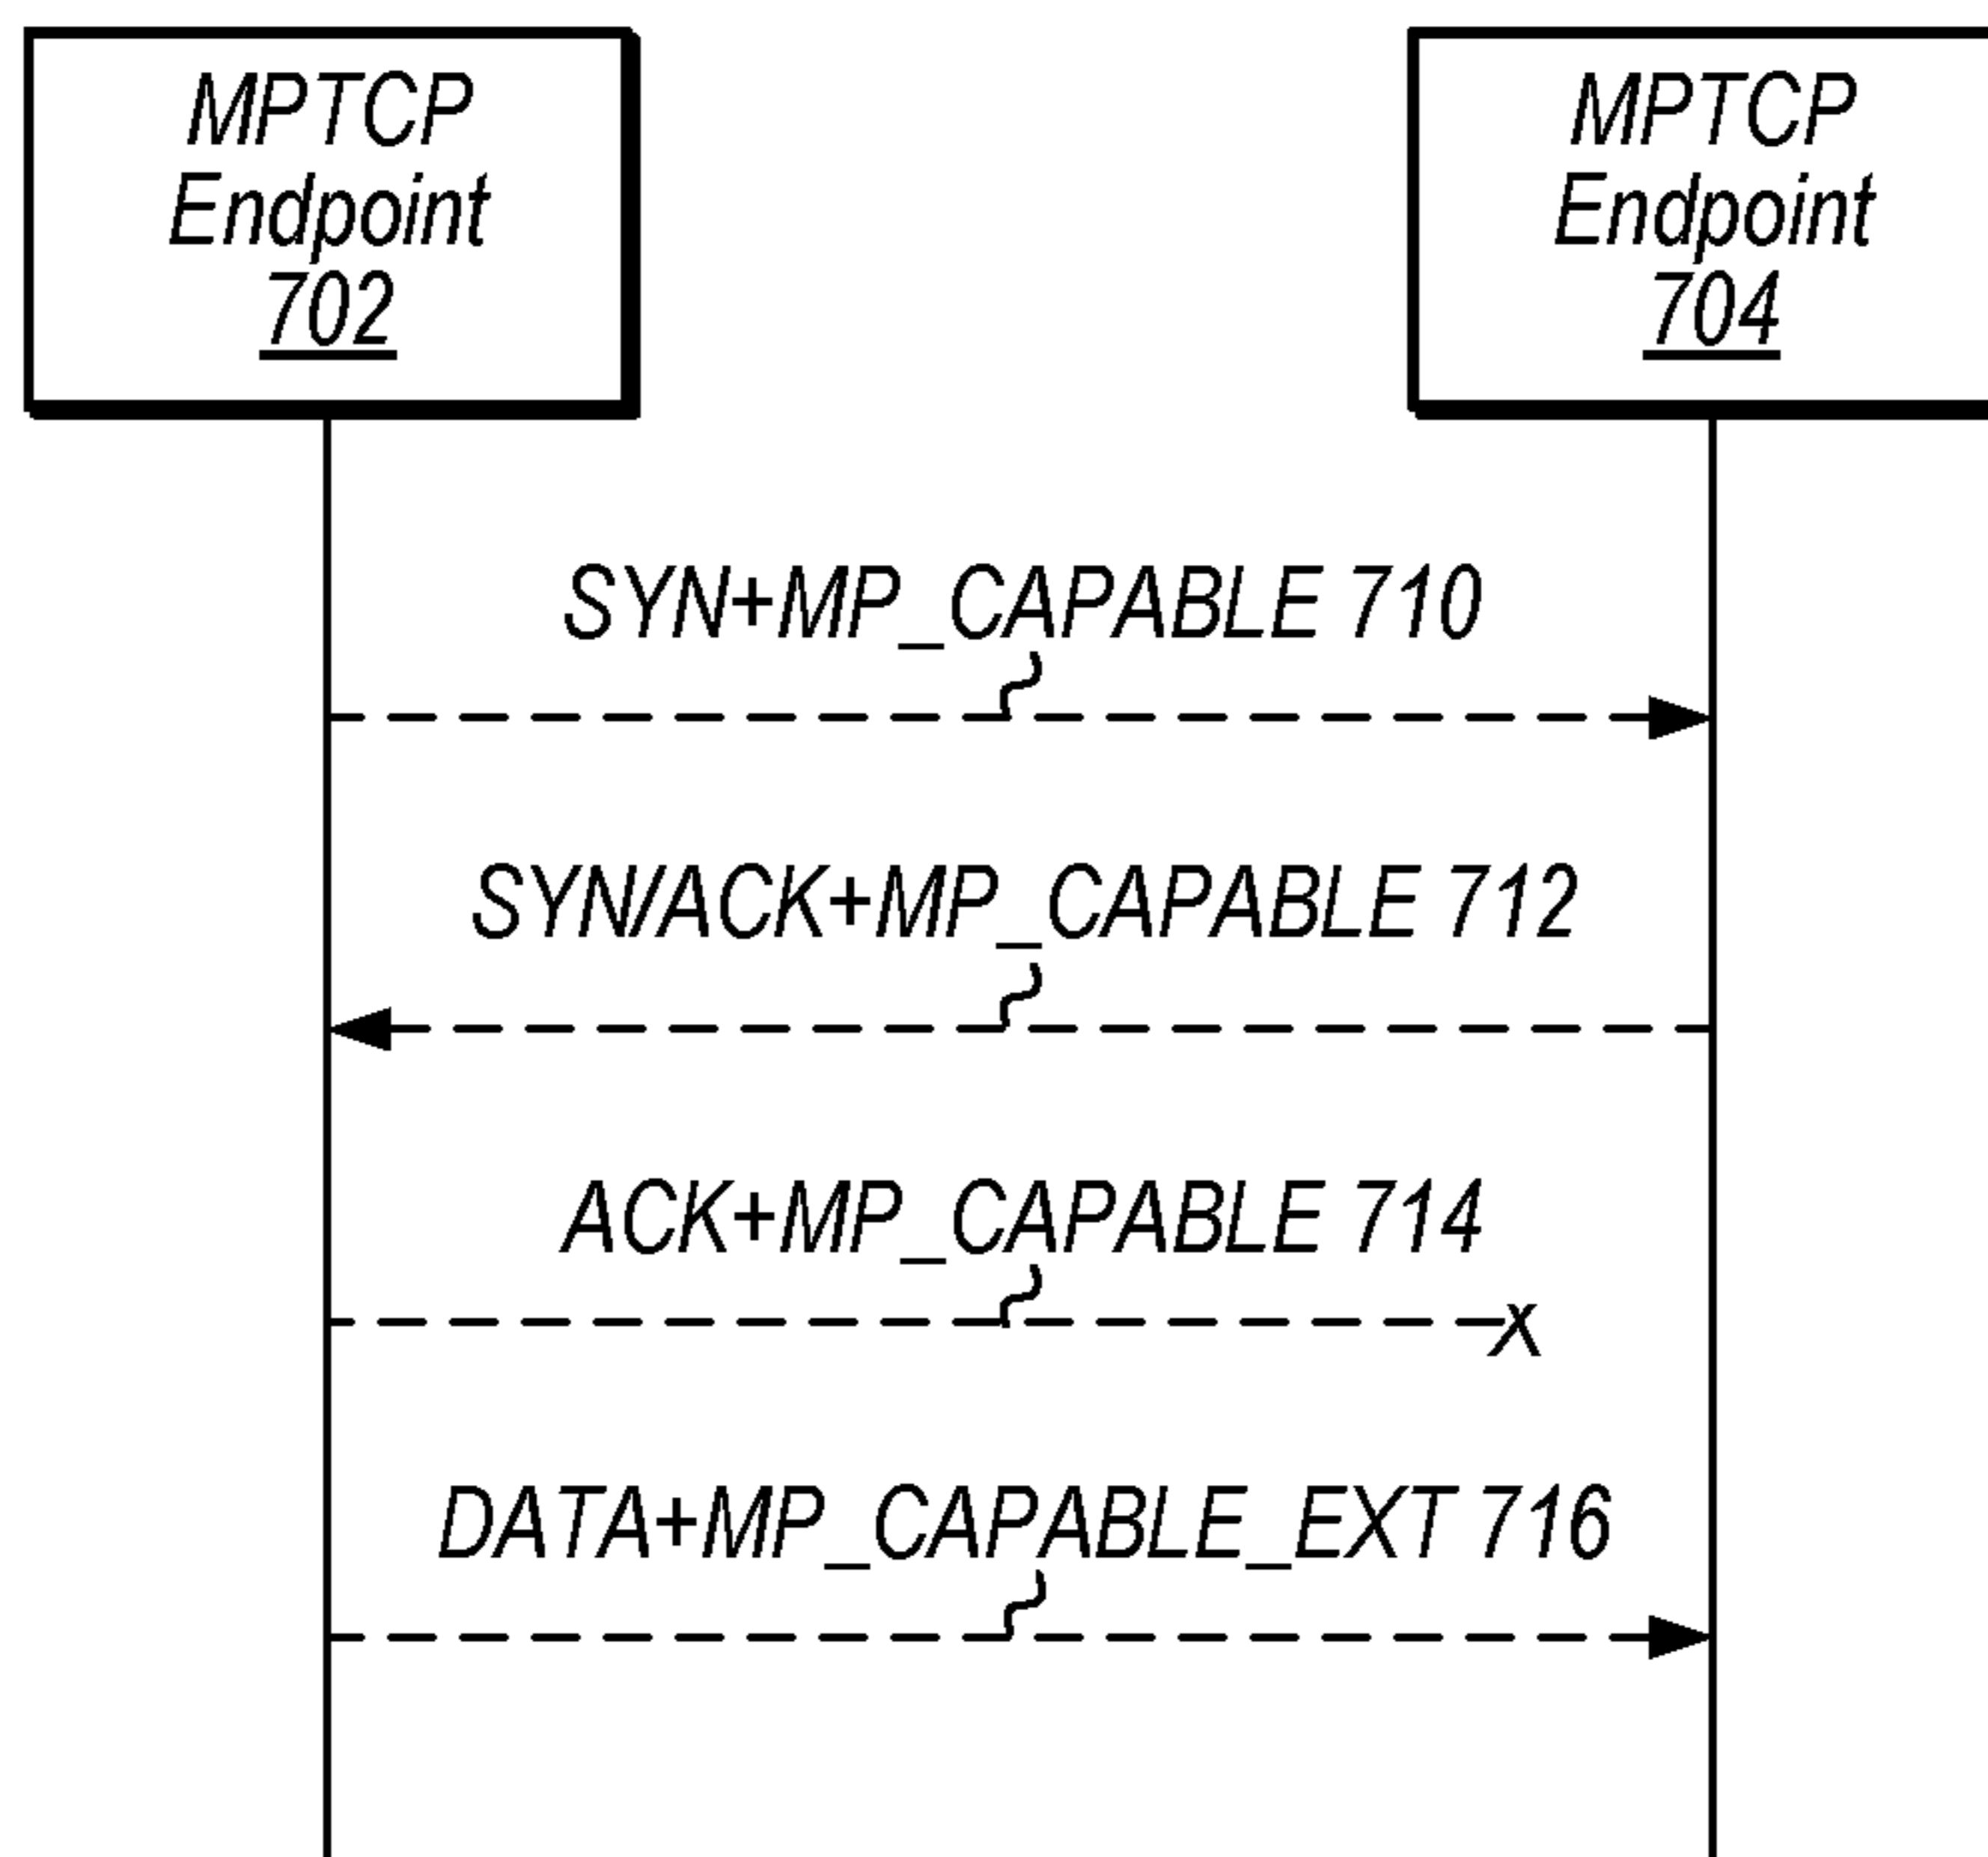 MPTCP
Endpoint
702
MPTCP
Endpoint
704
SYN+MP_CAPABLE 710
SYN/ACK+MP_CAPABLE 712
ACK+MP_CAPABLE 714
x
DATA+MP_CAPABLE_EXT 716